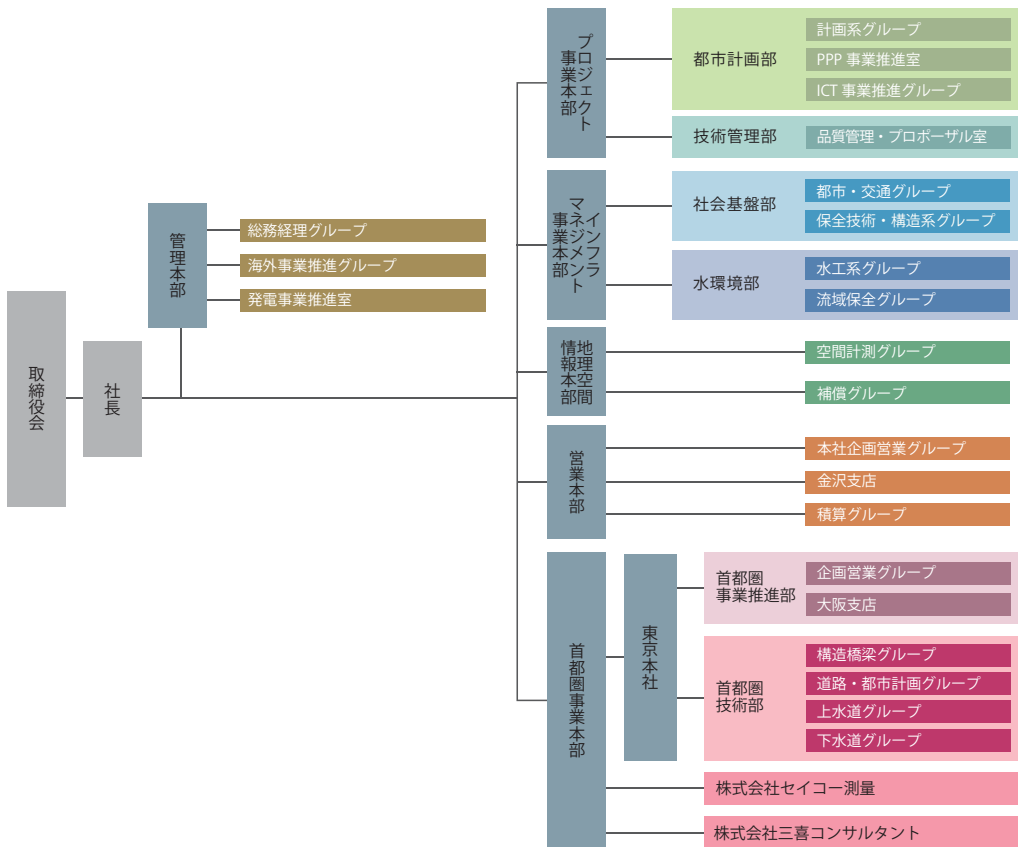 取締役会
社長
管理本部
総務経理グループ
海外事業推進グループ
発電事業推進室
プロジェクト
事業本部
都市計画部
計画系グループ
PPP 事業推進室
ICT 事業推進グループ
技術管理部
品質管理・プロポーザル室
インフラ
マネジメント
事業本部
社会基盤部
都市・交通グループ
保全技術・構造系グループ
水環境部
水工系グループ
流域保全グループ
地理空間
情報本部
空間計測グループ
補償グループ
営業本部
本社企画営業グループ
金沢支店
積算グループ
首都圏事業本部
東京本社
首都圏
事業推進部
企画営業グループ
大阪支店
首都圏
技術部
構造橋梁グループ
道路・都市計画グループ
上水道グループ
下水道グループ
株式会社セイコー測量
株式会社三喜コンサルタント